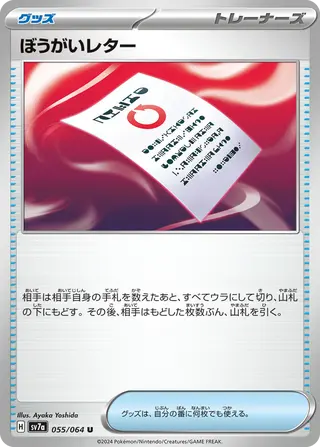 グッズ
トレーナーズ
ぼうがいレター
相手は相手自身の手札を数えたあと、すべてウラにして切り、山札
の下にもどす。その後、相手はもどした枚数ぶん、山札を引く。
Illus. Ayaka Yoshida
H sv7a 055/064 U
グッズは、自分の番に何枚でも使える。
©2024 Pokémon/Nintendo/Creatures/GAME FREAK.